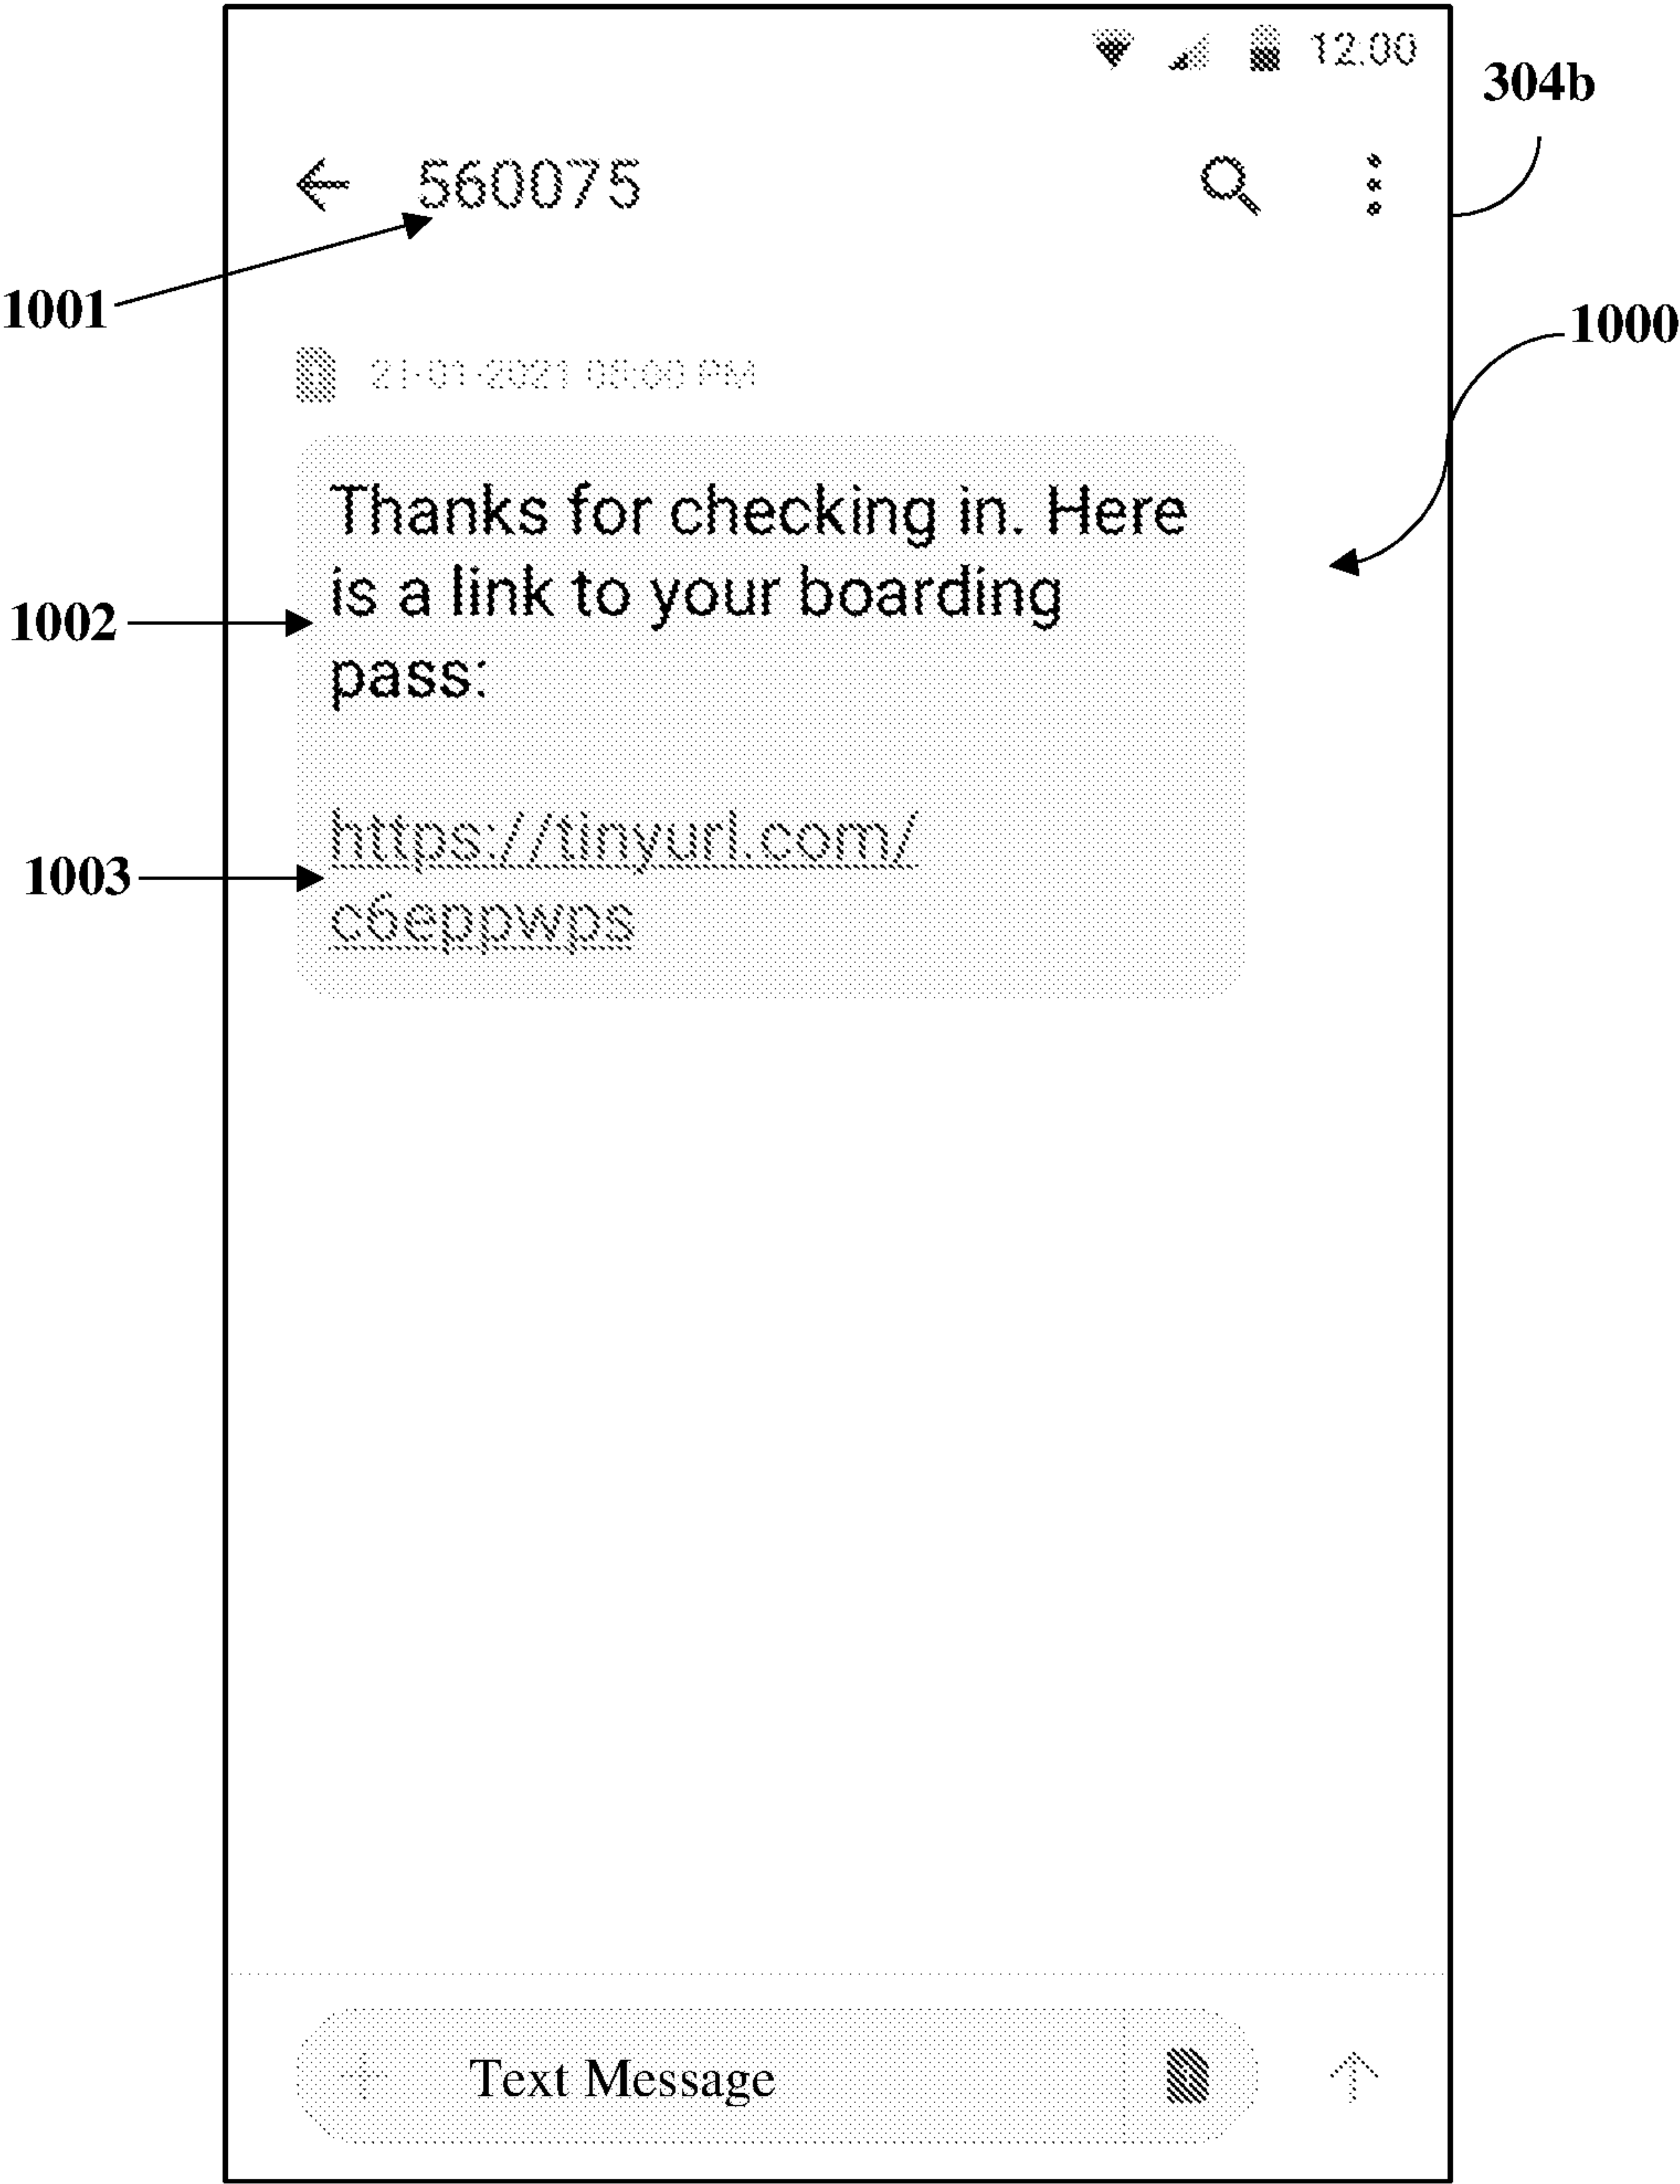 12:00
304b
560075
1001
1000
21-01-2021 05:00 PM
Thanks for checking in. Here
is a link to your boarding
1002
pass:
https://tinyurl.com/
1003
c6eppwps
Text Message